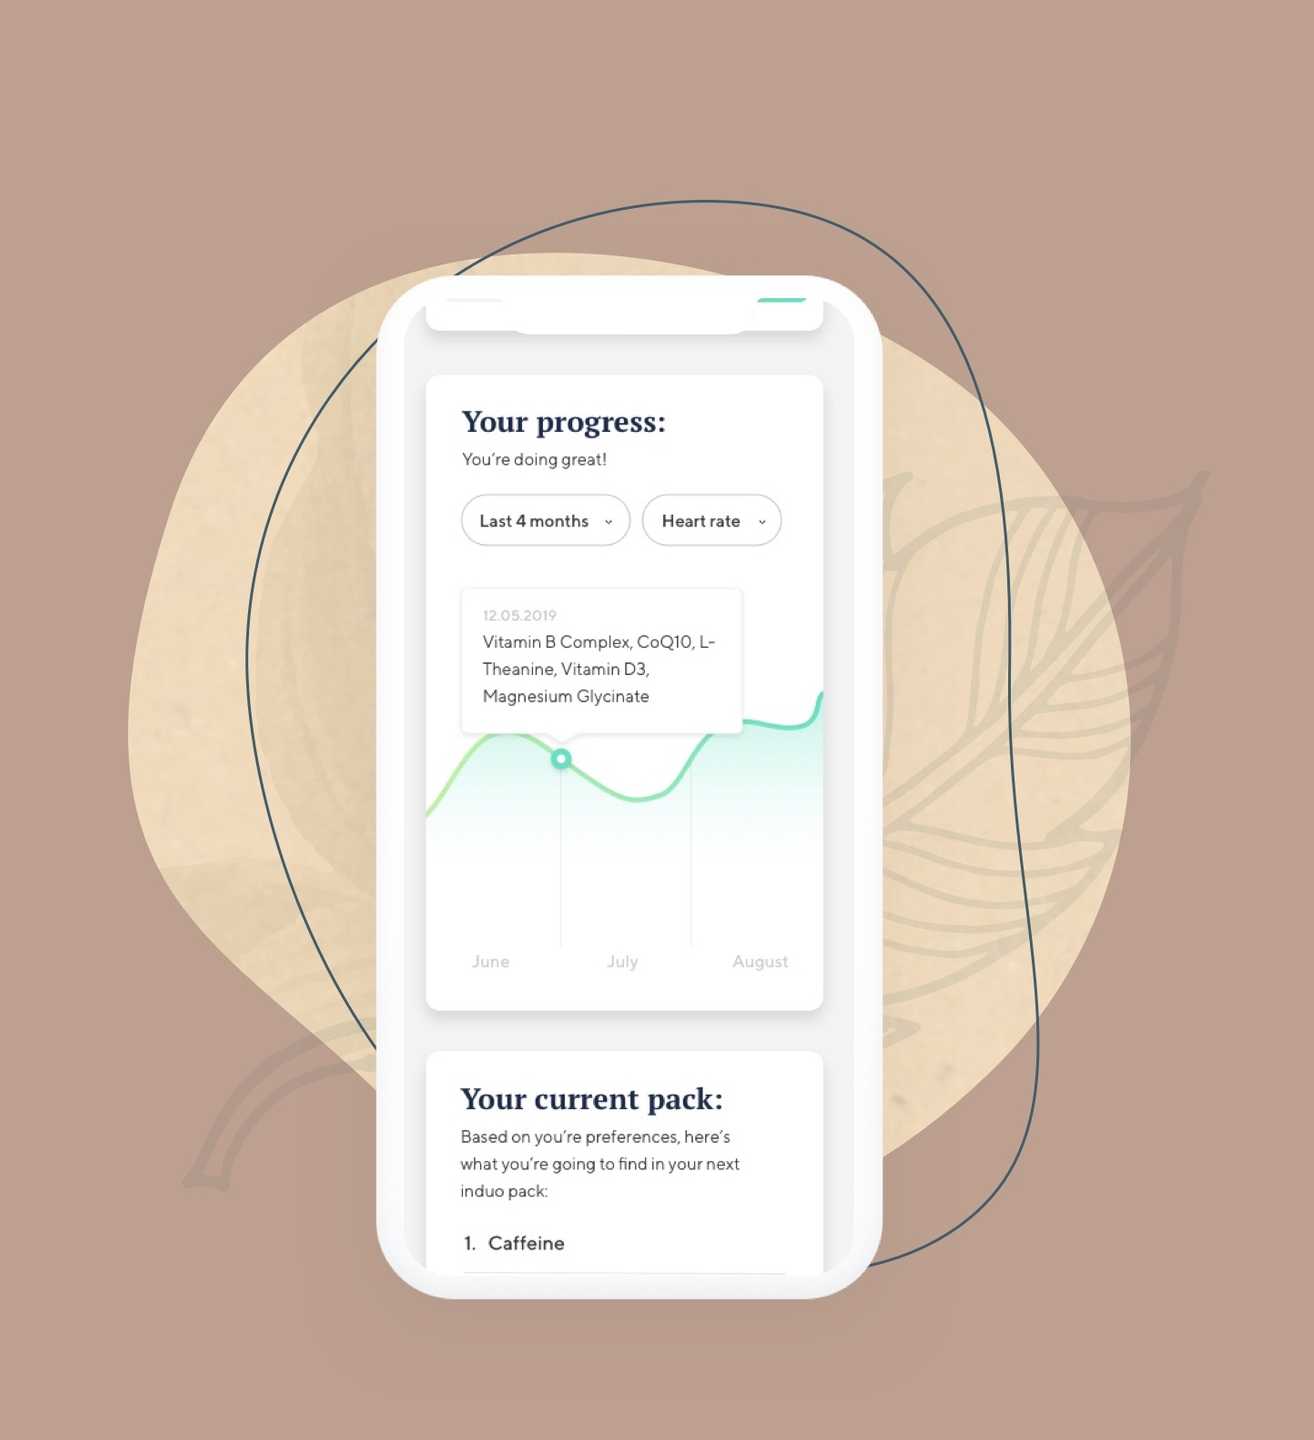 Your progress:
You're doing great!
Last 4 months
Heart rate
12.05.2019
Vitamin B Complex, CoQ10, L-
Theanine, Vitamin D3,
Magnesium Glycinate
June
July
August
Your current pack:
Based on you're preferences, here's
what you're going to find in your next
induo pack:
1. Caffeine